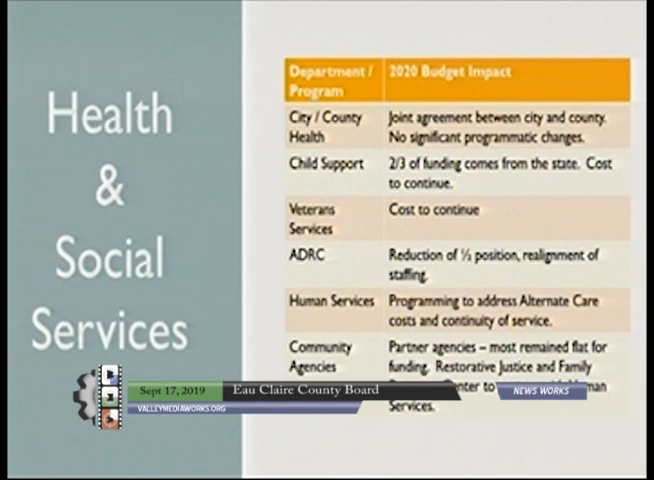 Health
&
Social
Services
Department / Program
2020 Budget Impact
City / County Health
Joint agreement between city and county.
No significant programmatic changes.
Child Support
2/3 of funding comes from the state. Cost
to continue.
Veterans
Services
Cost to continue
ADRC
Reduction of ½ position, realignment of
staffing.
Human Services
Programming to address Alternate Care
costs and continuity of service.
Community
Agencies
Partner agencies – most remained flat for
funding. Restorative Justice and Family
Center to
Services.
Sept 17, 2019
Eau Claire County Board
NEWS WORKS
VALLEYMEDIAWORKS.ORG